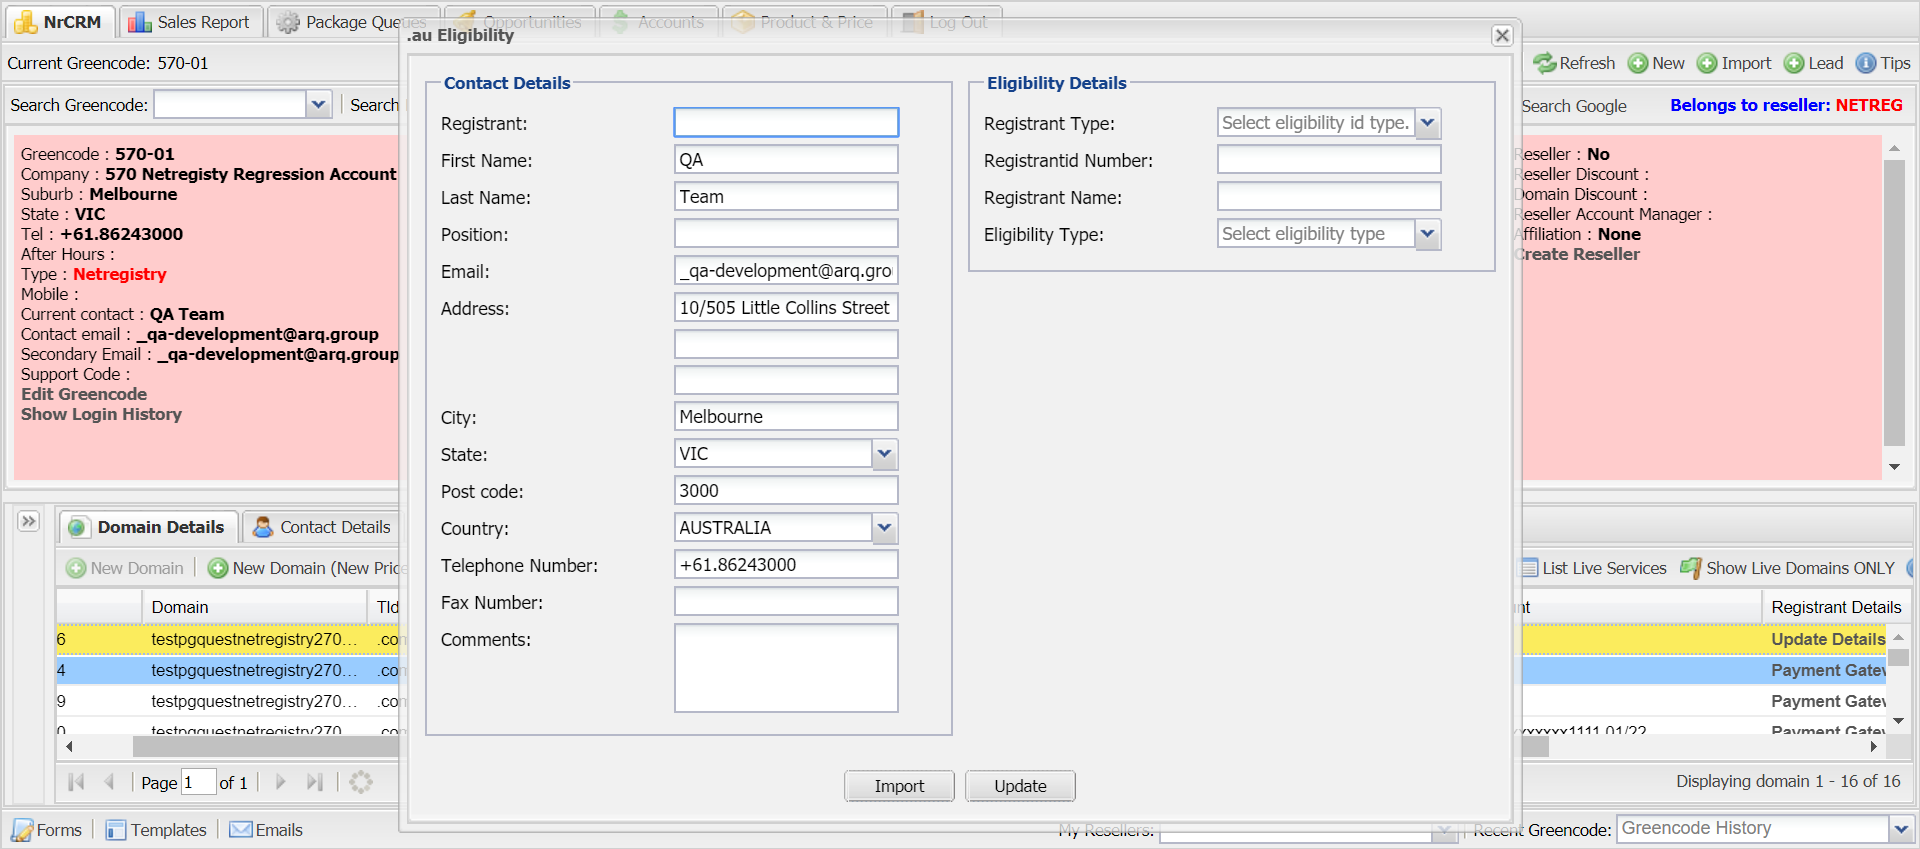 NrCRM
Sales Report
Package Queues
Opportunities
Accounts
Product & Price
Log Out
.au Eligibility
Current Greencode: 570-01
Refresh
New
Import
Lead
Tips
Search Greencode:
Search
Search Google
Belongs to reseller: NETREG
Greencode : 570-01
Company : 570 Netregisty Regression Account
Suburb : Melbourne
State : VIC
Tel : +61.86243000
After Hours :
Type : Netregistry
Mobile :
Current contact : QA Team
Contact email : _qa-development@arq.group
Secondary Email : _qa-development@arq.group
Support Code :
Edit Greencode
Show Login History
Contact Details
Registrant:
First Name: QA
Last Name: Team
Position:
Email: _qa-development@arq.gro
Address: 10/505 Little Collins Street
City: Melbourne
State: VIC
Post code: 3000
Country: AUSTRALIA
Telephone Number: +61.86243000
Fax Number:
Comments:
Eligibility Details
Registrant Type: Select eligibility id type.
Registrantid Number:
Registrant Name:
Eligibility Type: Select eligibility type
Import
Update
Reseller : No
Reseller Discount :
Domain Discount :
Reseller Account Manager :
Affiliation : None
Create Reseller
Domain Details
Contact Details
New Domain
New Domain (New Pric
List Live Services
Show Live Domains ONLY
Domain
Tld
nt
Registrant Details
6 testpgquestnetregistry270... .con Update Details
4 testpgquestnetregistry270... .con Payment Gatev
9 testpgquestnetregistry270... .con Payment Gatev
0 testpgquestnetregistry270... .con xxxxxxx1111 01/22 Payment Gatev
Page 1 of 1
Displaying domain 1 - 16 of 16
Forms
Templates
Emails
My Resellers:
Recent Greencode: Greencode History